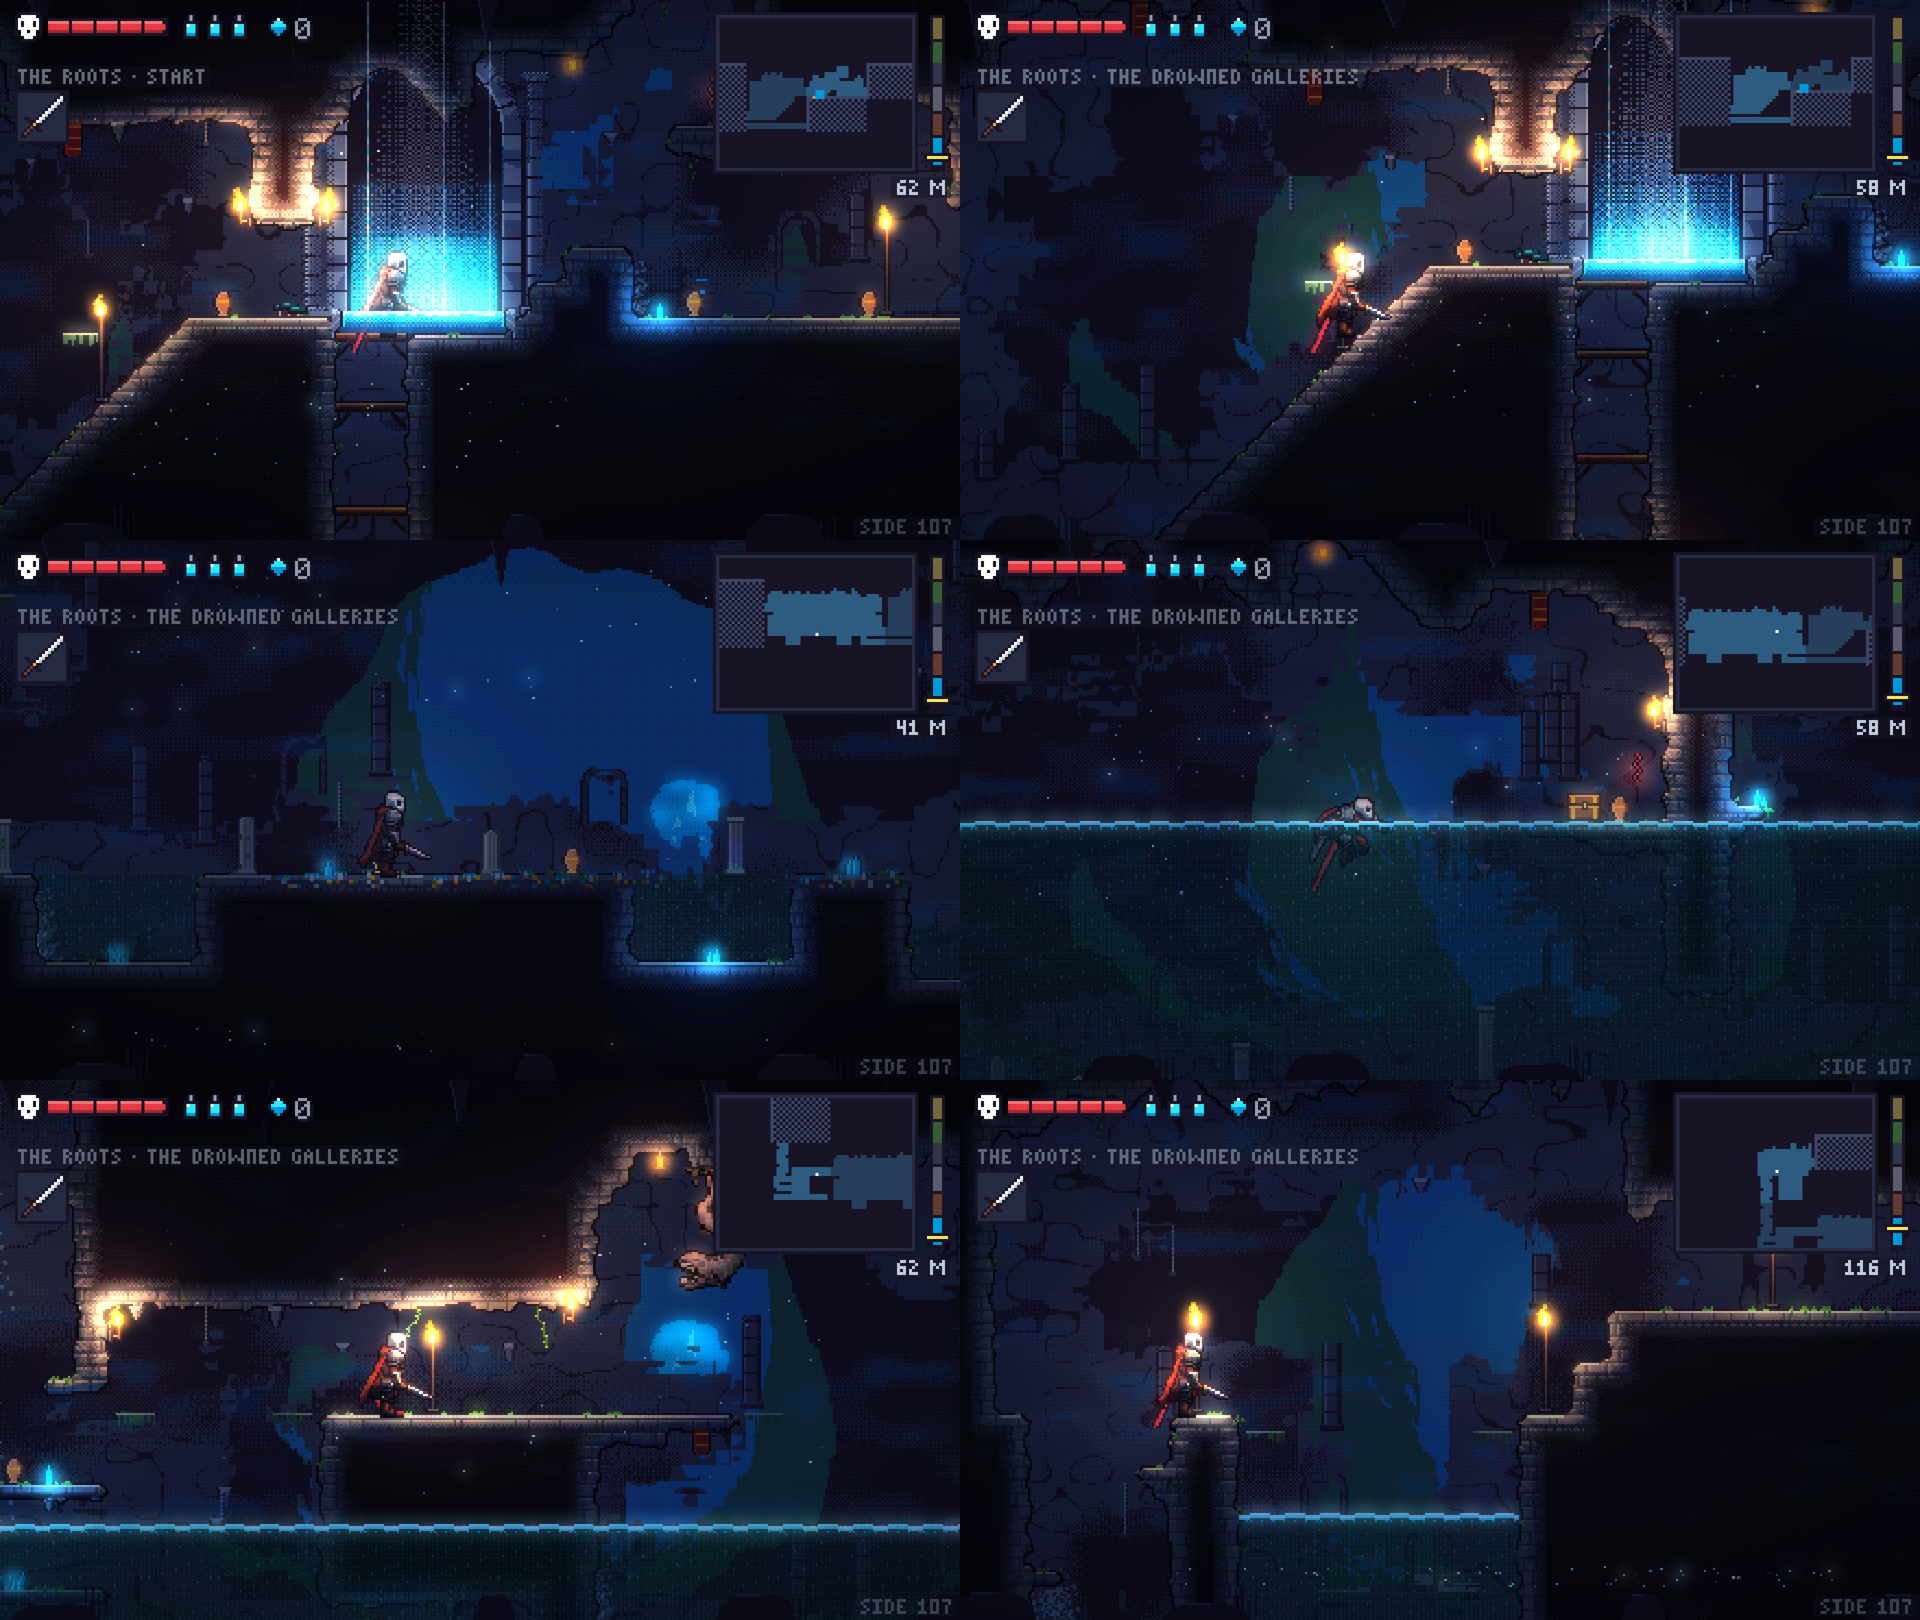 0
THE ROOTS · START
62 M
SIDE 107
0
THE ROOTS · THE DROWNED GALLERIES
58 M
SIDE 107
0
THE ROOTS · THE DROWNED GALLERIES
41 M
SIDE 107
0
THE ROOTS · THE DROWNED GALLERIES
58 M
SIDE 107
0
THE ROOTS · THE DROWNED GALLERIES
62 M
SIDE 107
0
THE ROOTS · THE DROWNED GALLERIES
116 M
SIDE 107